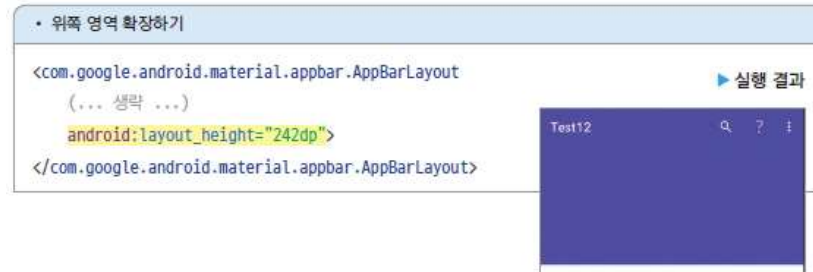 • 위쪽 영역 확장하기
<com.google.android.material.appbar.AppBarLayout
(... 생략 ...)
android:layout_height="242dp">
</com.google.android.material.appbar.AppBarLayout>
▶ 실행 결과
Test12 ?